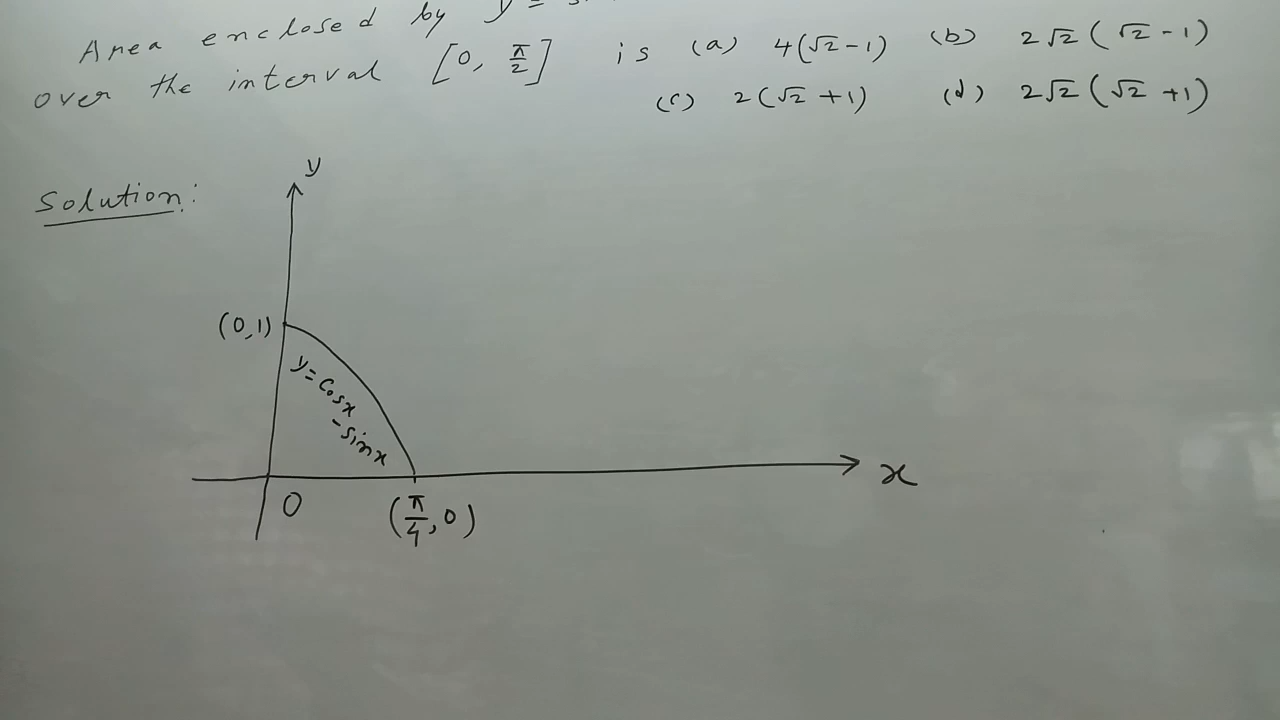 Area enclosed by y =
over the interval [0, π/2] is (a) 4(√2-1) (b) 2√2(√2-1)
(c) 2(√2+1) (d) 2√2(√2+1)
Solution:
y
(0,1)
y=cosx
-sinx
x
0
(π/4,0)